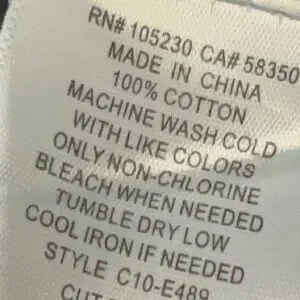 RN# 105230 CA# 58350
MADE IN CHINA
100% COTTON
MACHINE WASH COLD
WITH LIKE COLORS
ONLY NON-CHLORINE
BLEACH WHEN NEEDED
TUMBLE DRY LOW
COOL IRON IF NEEDED
STYLE C10-E489
CUT